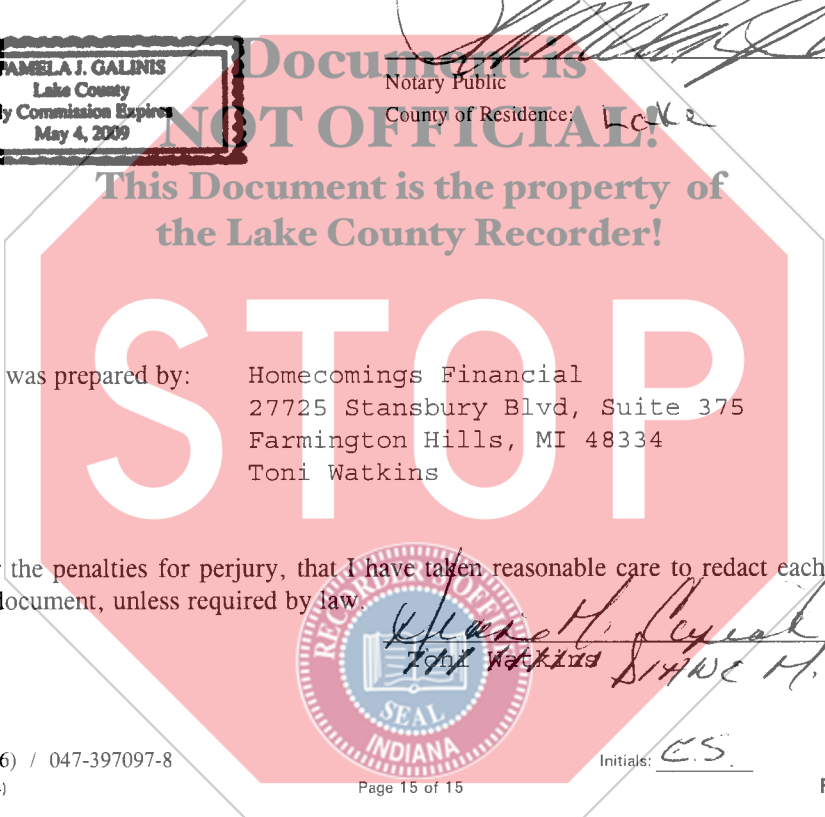 PAMELA J. GALINIS
Lake County
y Commission Expires
May 4, 2009
Notary Public
County of Residence: Lake
Document is
NOT OFFICIAL!
This Document is the property of
the Lake County Recorder!
STOP
was prepared by: Homecomings Financial
27725 Stansbury Blvd, Suite 375
Farmington Hills, MI 48334
Toni Watkins
the penalties for perjury, that I have taken reasonable care to redact each
document, unless required by law.
Toni Watkins DIANE M.
SEAL
INDIANA
6) / 047-397097-8
Initials: E.S.
Page 15 of 15